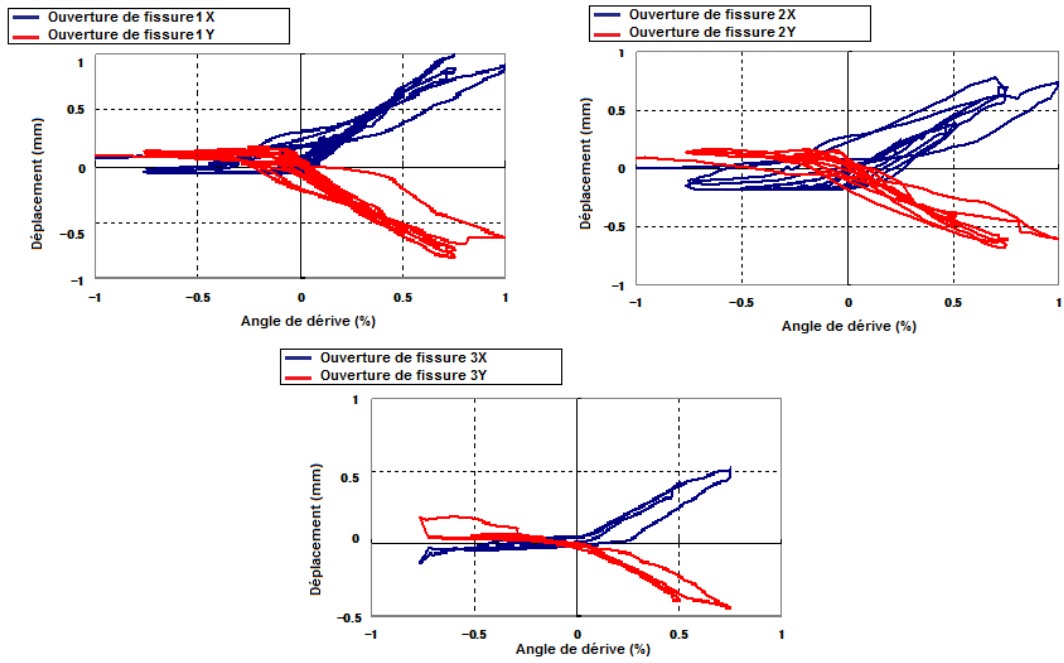 Ouverture de fissure 1 X
Ouverture de fissure 1 Y
1
0.5
0
−0.5
−1
Déplacement (mm)
−1
−0.5
0
0.5
1
Angle de dérive (%)
Ouverture de fissure 2X
Ouverture de fissure 2Y
1
0.5
0
−0.5
−1
Déplacement (mm)
−1
−0.5
0
0.5
1
Angle de dérive (%)
Ouverture de fissure 3X
Ouverture de fissure 3Y
1
0.5
0
−0.5
Déplacement (mm)
−1
−0.5
0
0.5
1
Angle de dérive (%)